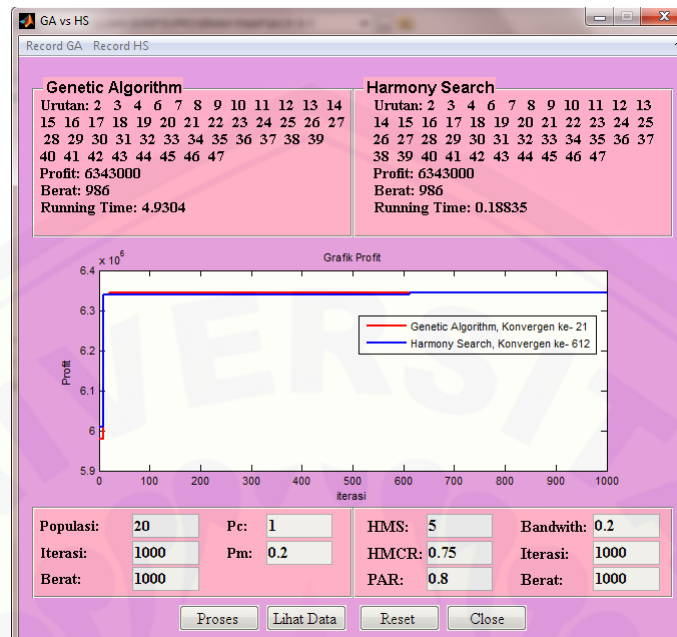 GA vs HS
Record GA Record HS
Genetic Algorithm
Urutan: 2 3 4 6 7 8 9 10 11 12 13 14
15 16 17 18 19 20 21 22 23 24 25 26 27
28 29 30 31 32 33 34 35 36 37 38 39
40 41 42 43 44 45 46 47
Profit: 6343000
Berat: 986
Running Time: 4.9304
Harmony Search
Urutan: 2 3 4 6 7 8 9 10 11 12 13
14 15 16 17 18 19 20 21 22 23 24 25
26 27 28 29 30 31 32 33 34 35 36 37
38 39 40 41 42 43 44 45 46 47
Profit: 6343000
Berat: 986
Running Time: 0.18835
Grafik Profit
x 10^6
6.4
6.3
6.2
6.1
6
5.9
Profit
Genetic Algorithm, Konvergen ke- 21
Harmony Search, Konvergen ke- 612
0 100 200 300 400 500 600 700 800 900 1000
iterasi
Populasi: 20 Pc: 1
Iterasi: 1000 Pm: 0.2
Berat: 1000
HMS: 5 Bandwith: 0.2
HMCR: 0.75 Iterasi: 1000
PAR: 0.8 Berat: 1000
Proses Lihat Data Reset Close